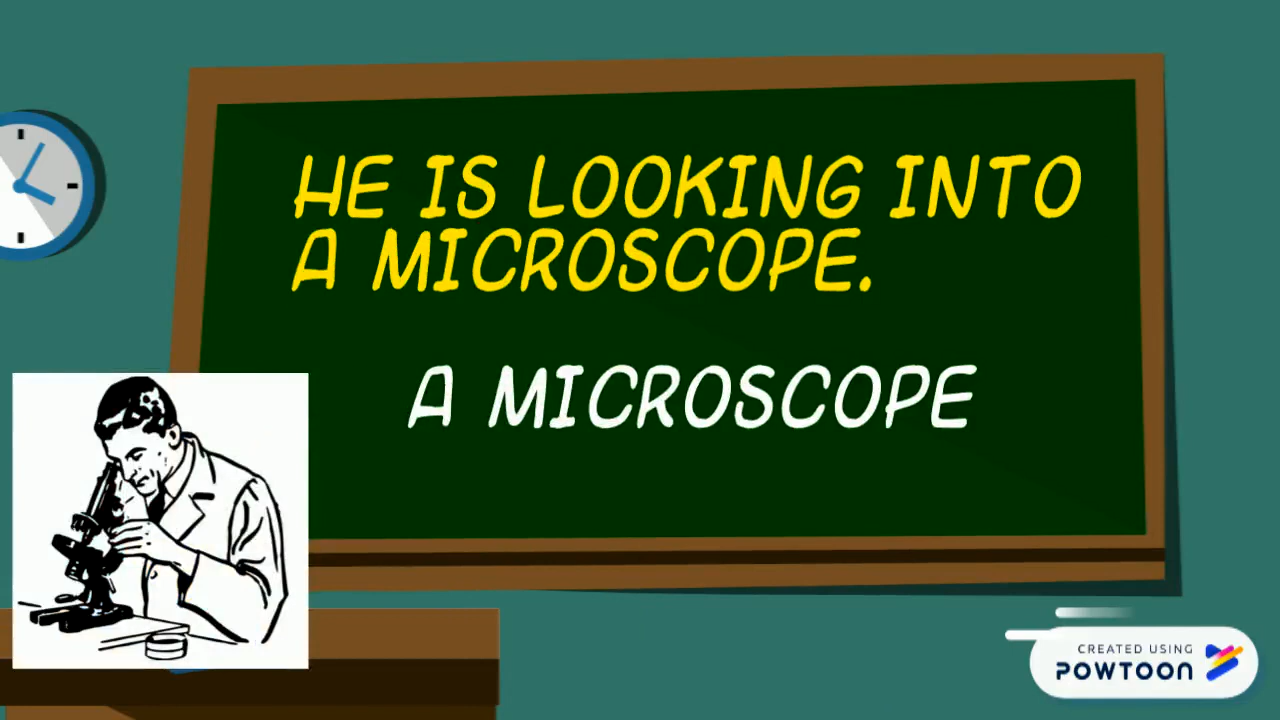 HE IS LOOKING INTO
A MICROSCOPE.
A MICROSCOPE
CREATED USING
POWTOON